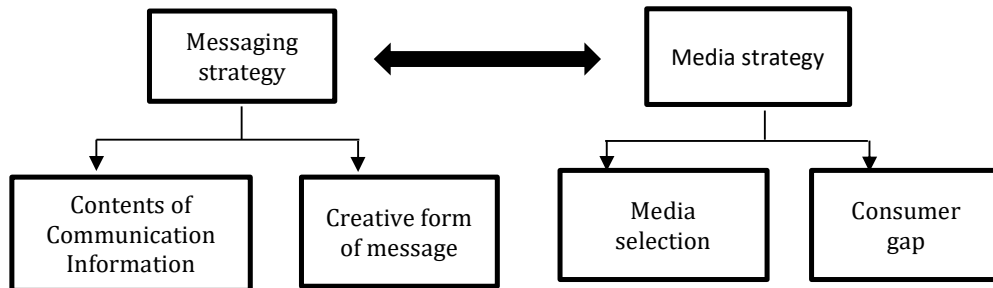 Messaging
strategy
Media strategy
Contents of
Communication
Information
Creative form
of message
Media
selection
Consumer
gap